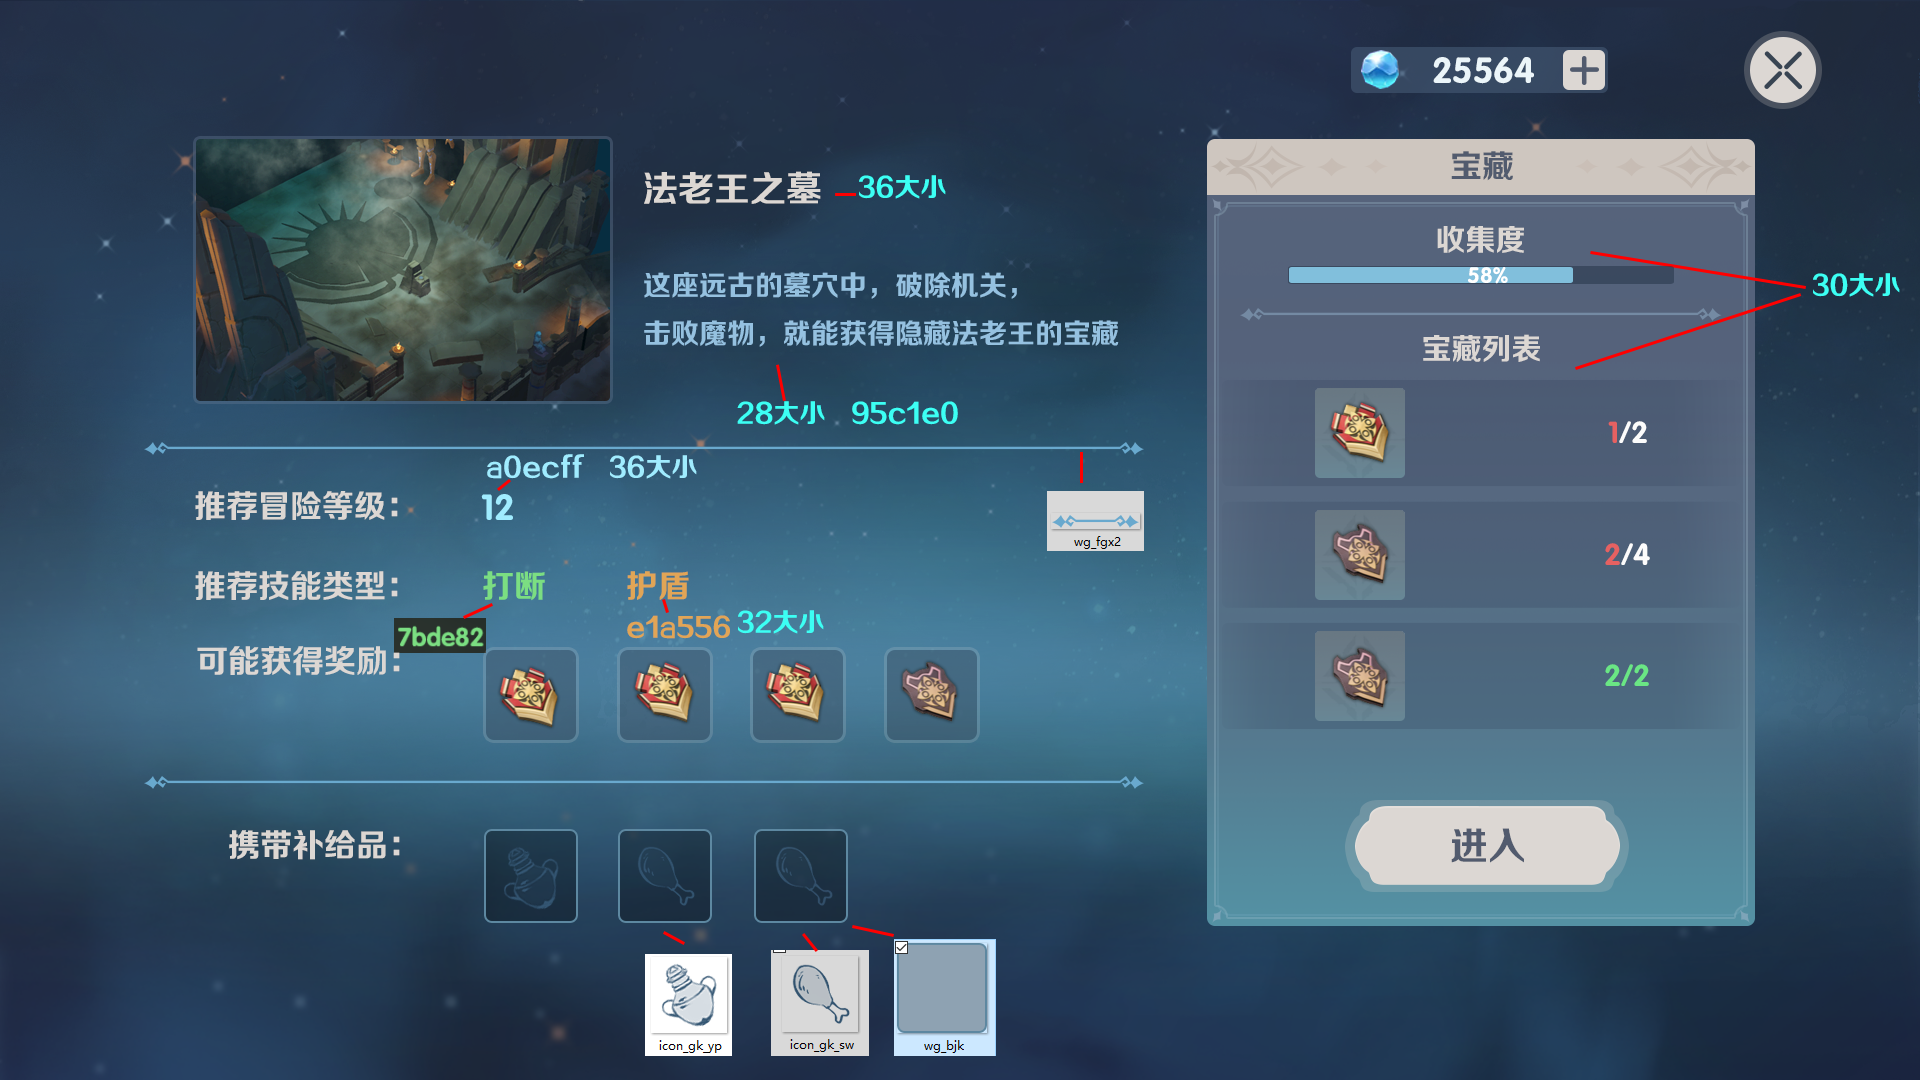 25564
法老王之墓
36大小
这座远古的墓穴中，破除机关，
击败魔物，就能获得隐藏法老王的宝藏
28大小 95c1e0
a0ecff 36大小
推荐冒险等级： 12
wg_fgx2
推荐技能类型： 打断 护盾
7bde82
e1a556 32大小
可能获得奖励：
携带补给品：
icon_gk_yp
icon_gk_sw
wg_bjk
宝藏
收集度
58%
30大小
宝藏列表
1/2
2/4
2/2
进入